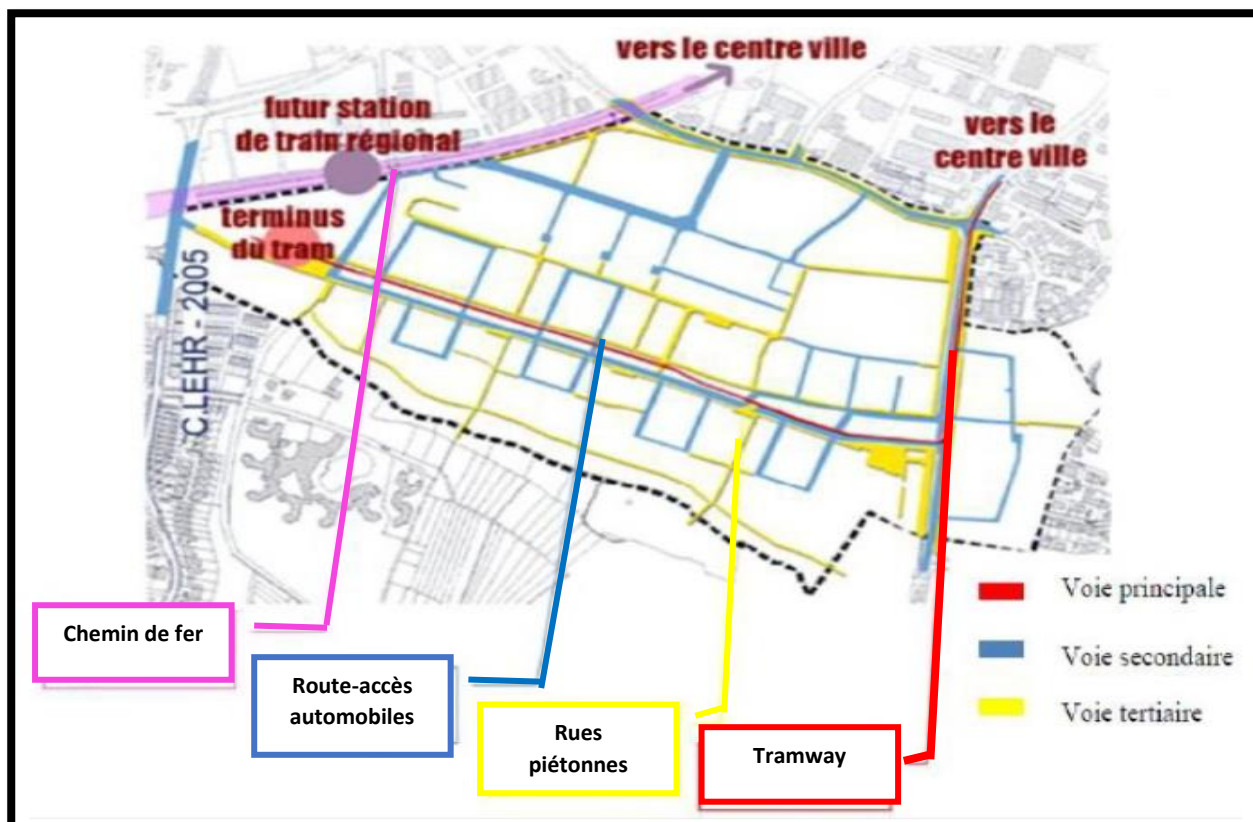 vers le centre ville
futur station
de train régional
vers le
centre ville
terminus
du tram
C.LEHR - 2005
Voie principale
Voie secondaire
Voie tertiaire
Chemin de fer
Route-accès
automobiles
Rues
piétonnes
Tramway